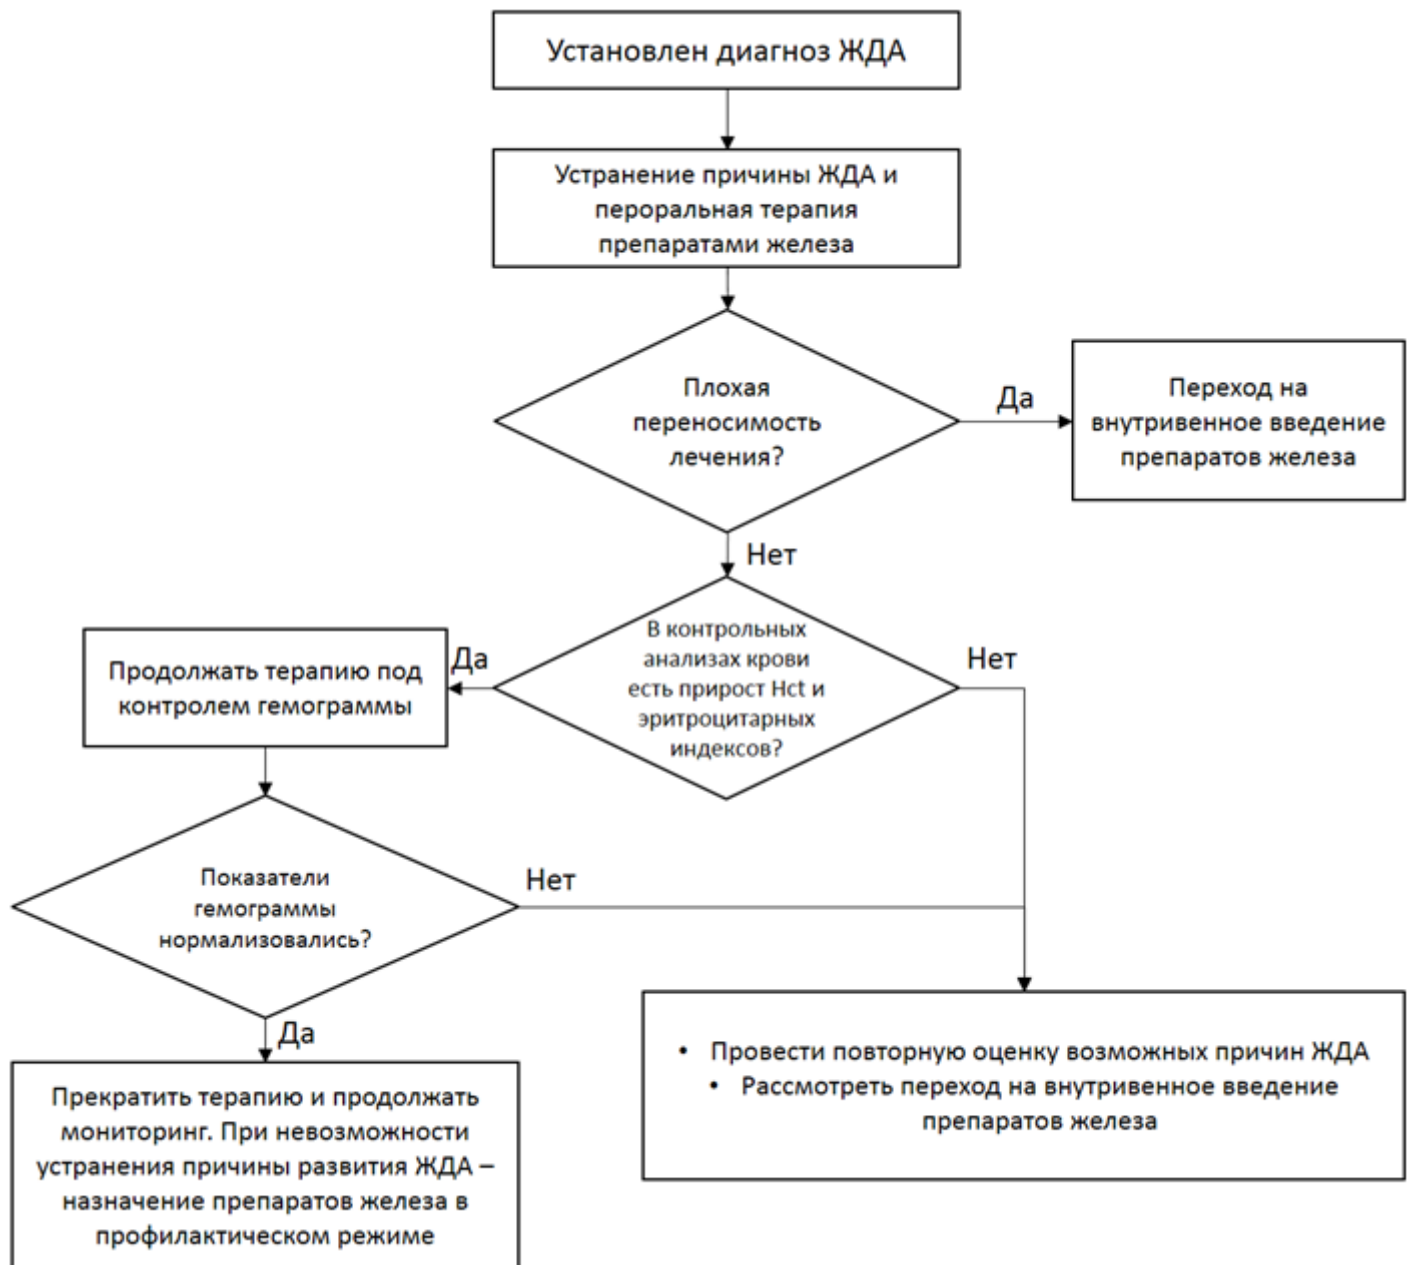 Установлен диагноз ЖДА
Устранение причины ЖДА и
пероральная терапия
препаратами железа
Плохая
переносимость
лечения?
Да
Переход на
внутривенное введение
препаратов железа
Нет
В контрольных
анализах крови
есть прирост Hct и
эритроцитарных
индексов?
Да
Нет
Продолжать терапию под
контролем гемограммы
Показатели
гемограммы
нормализовались?
Нет
Да
• Провести повторную оценку возможных причин ЖДА
• Рассмотреть переход на внутривенное введение
препаратов железа
Прекратить терапию и продолжать
мониторинг. При невозможности
устранения причины развития ЖДА –
назначение препаратов железа в
профилактическом режиме